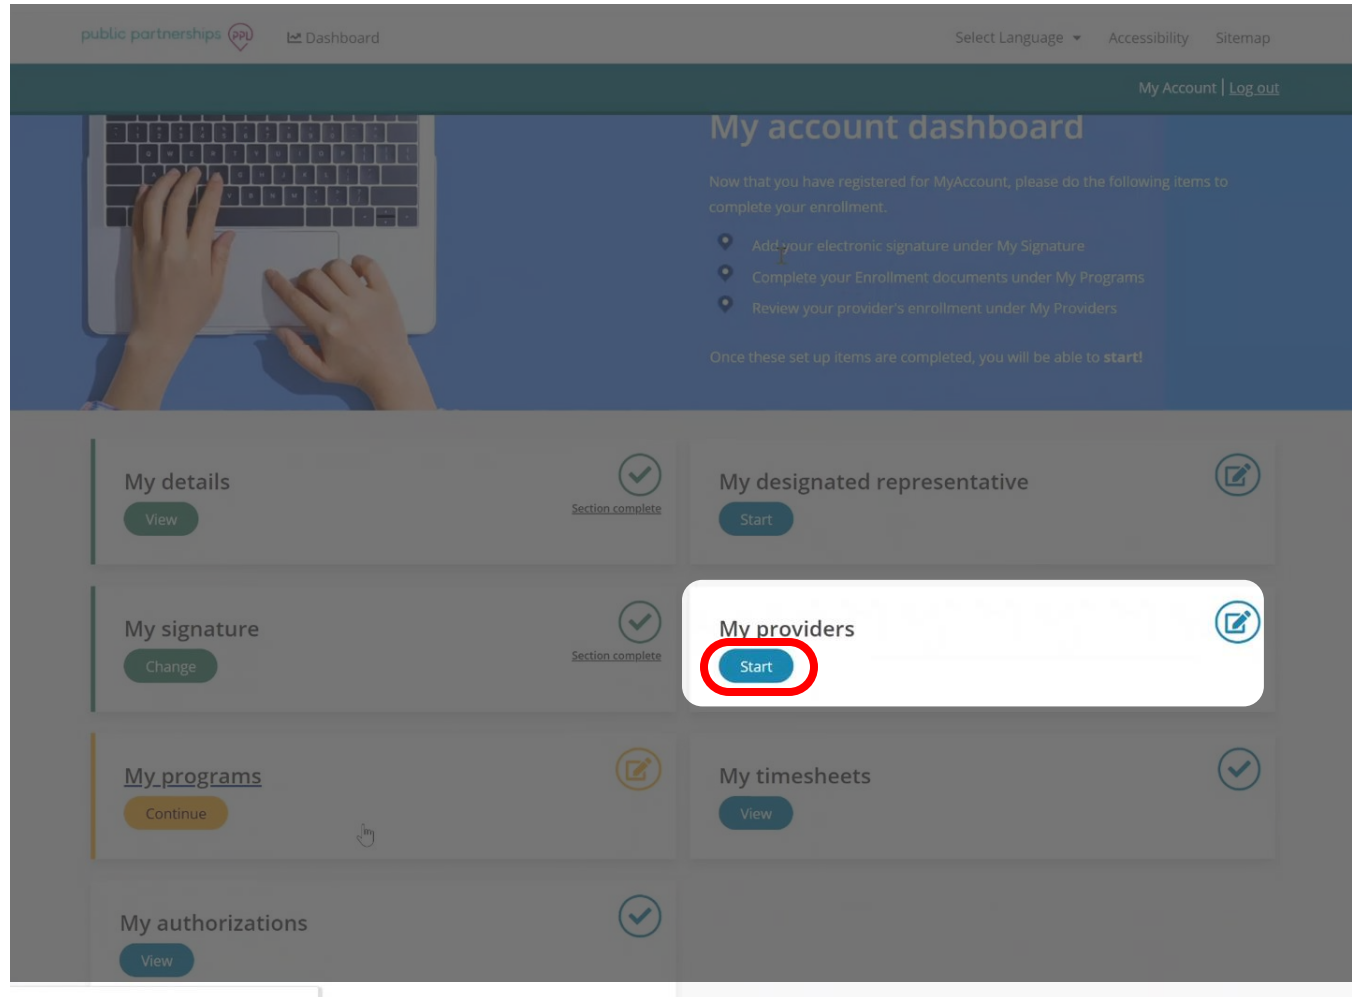 public partnerships PPL
Dashboard
Select Language
Accessibility
Sitemap
My Account | Log out
My account dashboard
Now that you have registered for MyAccount, please do the following items to
complete your enrollment.
Add your electronic signature under My Signature
Complete your Enrollment documents under My Programs
Review your provider's enrollment under My Providers
Once these set up items are completed, you will be able to start!
My details
View
Section complete
My designated representative
Start
My signature
Change
Section complete
My providers
Start
My programs
Continue
My timesheets
View
My authorizations
View